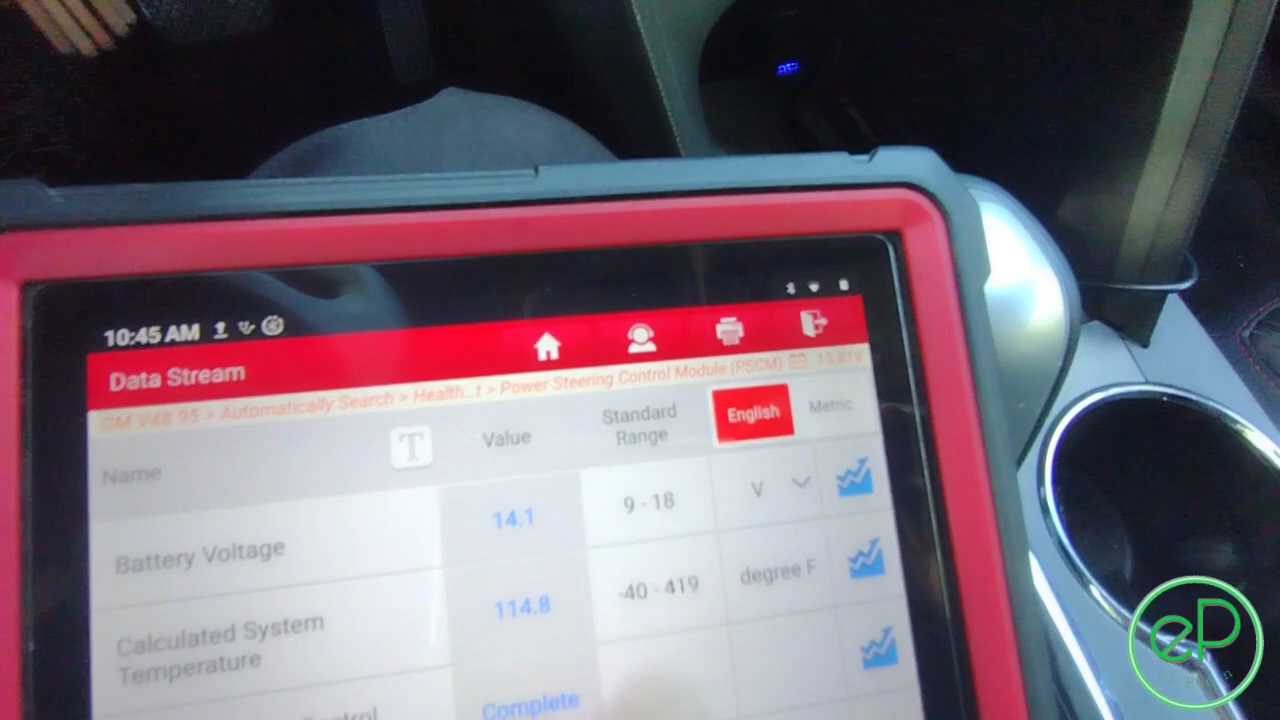 10:45 AM
Data Stream
GM V48.95 > Automatically Search > Health...t > Power Steering Control Module (PSCM) 13.81V
Name T Value Standard Range English Metric
Battery Voltage 14.1 9 - 18 V
Calculated System Temperature 114.8 -40 - 419 degree F
Control Complete
eP